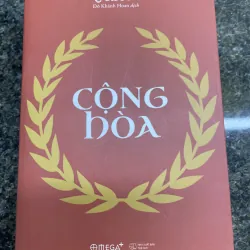 Đỗ Khánh Hoan dịch
CỘNG
HÒA
OMEGA+